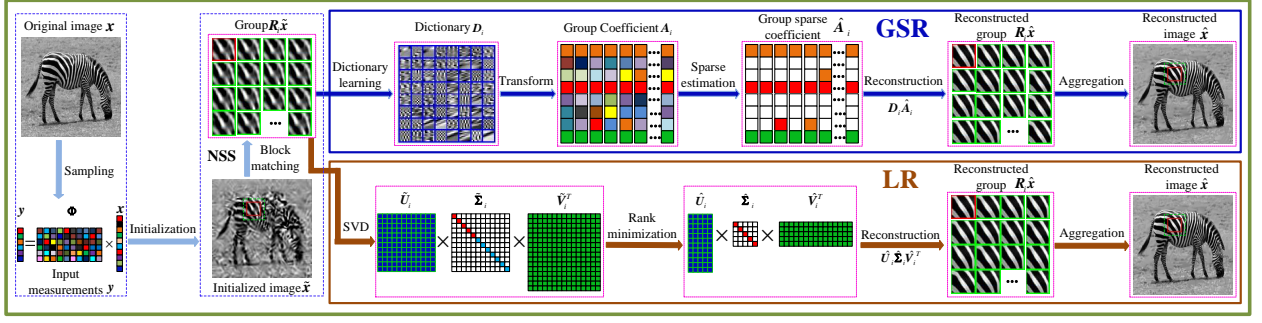 Original image x
Sampling
y
Φ
x
=
×
Input
measurements y
Initialization
Group R_i x̃
NSS
Block
matching
Initialized image x̃
GSR
Dictionary
learning
Dictionary D_i
Transform
Group Coefficient A_i
Sparse
estimation
Group sparse
coefficient Â_i
Reconstruction
D_i Â_i
Reconstructed
group R_i x̂
Aggregation
Reconstructed
image x̂
LR
SVD
Ũ_i
×
Σ̃_i
×
Ṽ_i^T
Rank
minimization
Û_i
×
Σ̂_i
×
V̂_i^T
Reconstruction
Û_i Σ̂_i V̂_i^T
Reconstructed
group R_i x̂
Aggregation
Reconstructed
image x̂